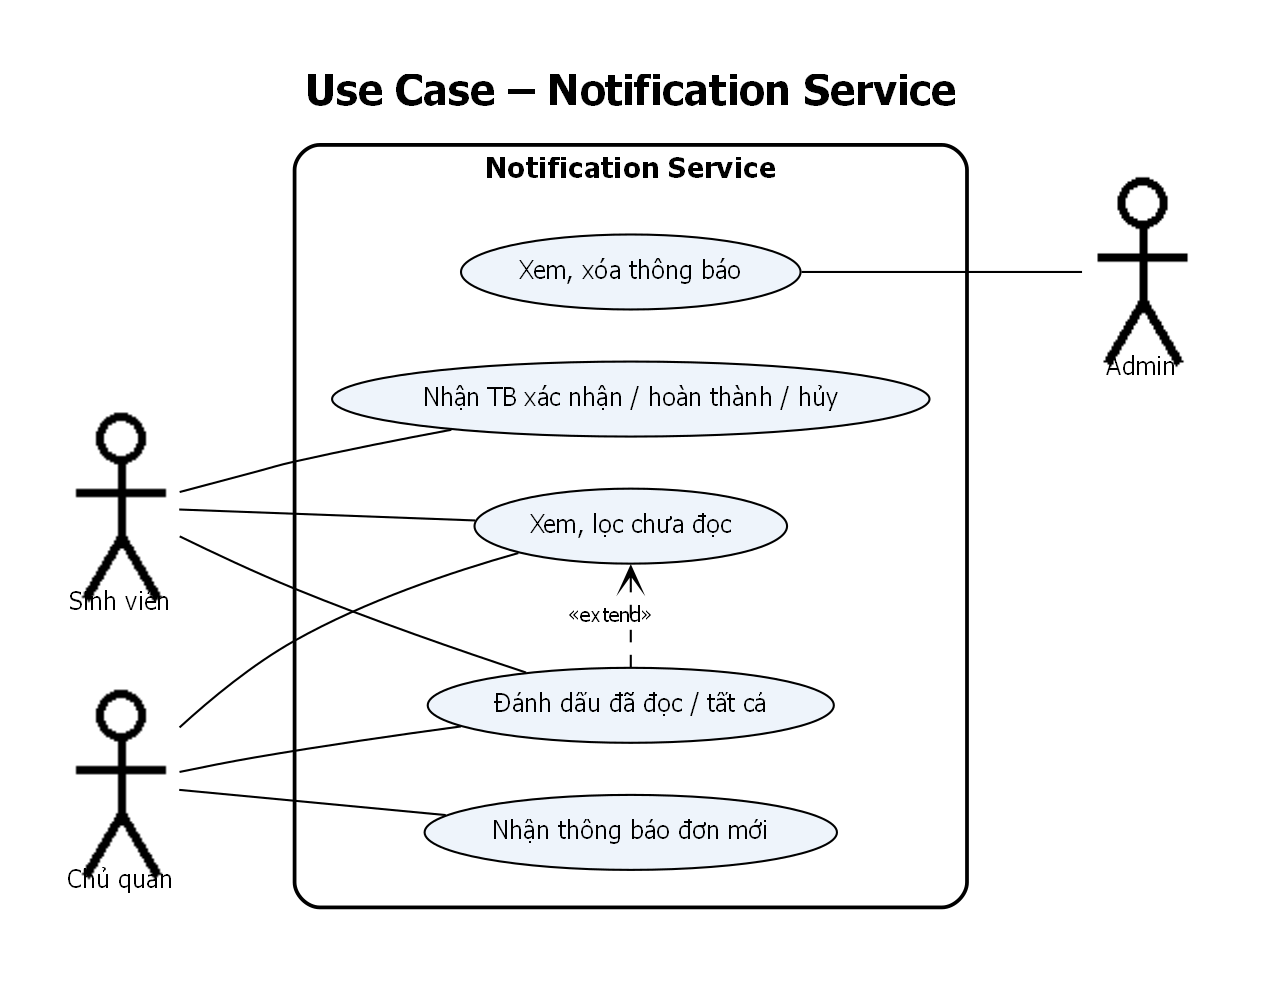 Use Case – Notification Service
Notification Service
Xem, xóa thông báo
Admin
Nhận TB xác nhận / hoàn thành / hủy
Xem, lọc chưa đọc
Sinh viên
«extend»
Đánh dấu đã đọc / tất cả
Nhận thông báo đơn mới
Chủ quán